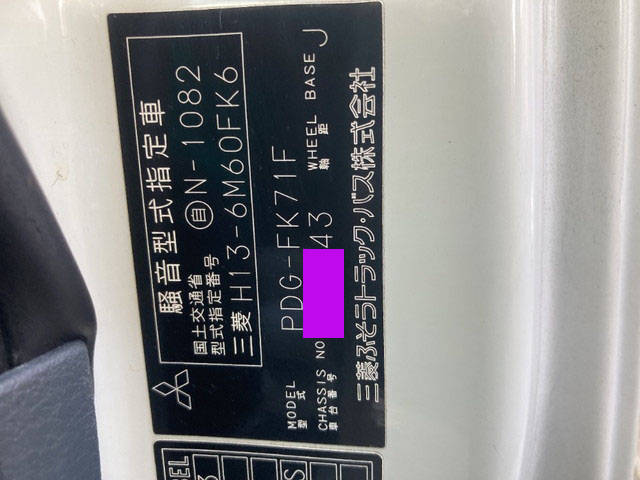 騒音型式指定車
国土交通省
型式指定番号 自 N-1082
三菱 H13-6M60FK6
MODEL
型式 PDG-FK71F
CHASSIS NO
車台番号 43 WHEEL BASE
軸距 J
三菱ふそうトラック・バス株式会社